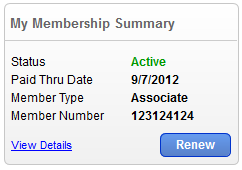 My Membership Summary
Status Active
Paid Thru Date 9/7/2012
Member Type Associate
Member Number 123124124
View Details Renew